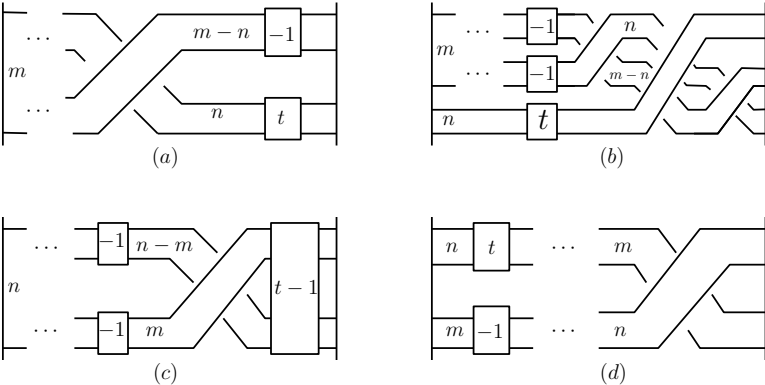 m − n −1
. . .
m
. . .
n t
(a)
−1 n
. . .
m
. . . −1 m − n
n t
(b)
. . . −1 n − m
n t − 1
. . . −1 m
(c)
n t . . . m
m −1 . . . n
(d)